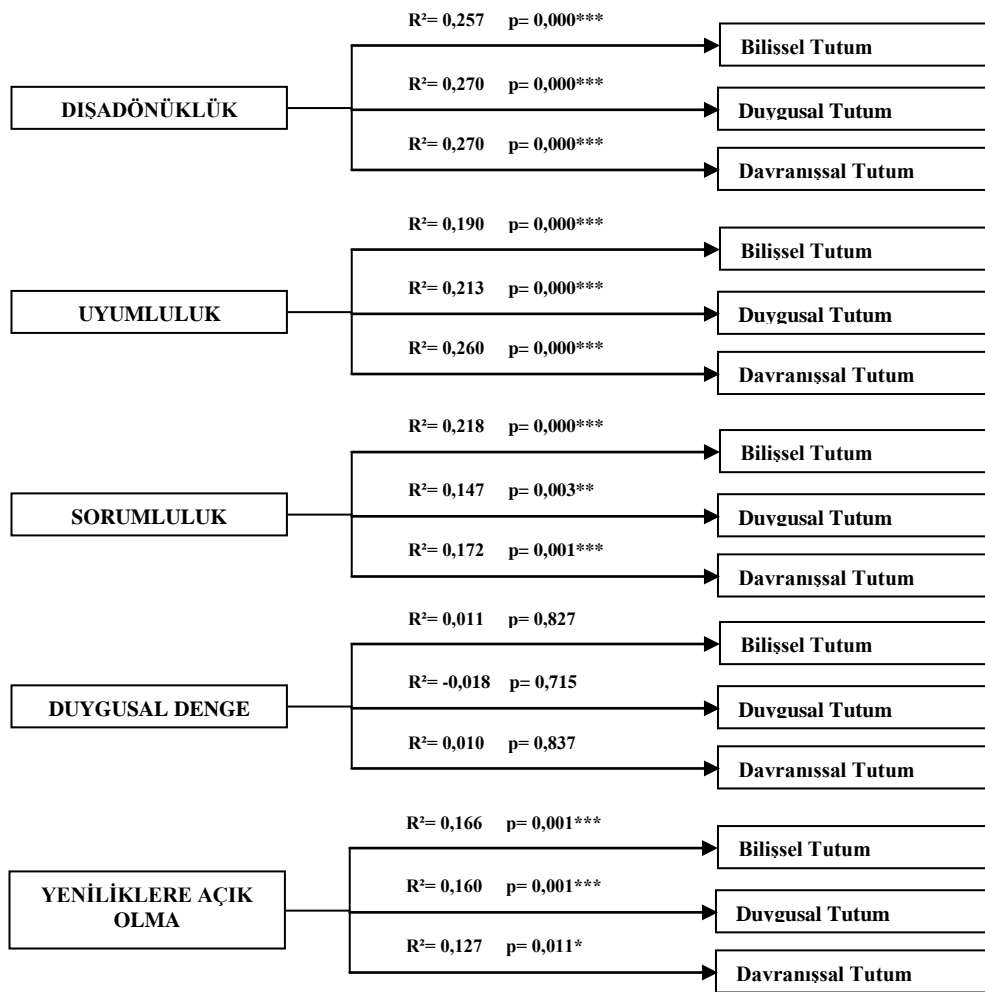 R²= 0,257 p= 0,000***
Bilişsel Tutum
R²= 0,270 p= 0,000***
DIŞADÖNÜKLÜK
Duygusal Tutum
R²= 0,270 p= 0,000***
Davranışsal Tutum
R²= 0,190 p= 0,000***
Bilişsel Tutum
R²= 0,213 p= 0,000***
UYUMLULUK
Duygusal Tutum
R²= 0,260 p= 0,000***
Davranışsal Tutum
R²= 0,218 p= 0,000***
Bilişsel Tutum
R²= 0,147 p= 0,003**
SORUMLULUK
Duygusal Tutum
R²= 0,172 p= 0,001***
Davranışsal Tutum
R²= 0,011 p= 0,827
Bilişsel Tutum
R²= -0,018 p= 0,715
DUYGUSAL DENGE
Duygusal Tutum
R²= 0,010 p= 0,837
Davranışsal Tutum
R²= 0,166 p= 0,001***
Bilişsel Tutum
R²= 0,160 p= 0,001***
YENİLİKLERE AÇIK
OLMA
Duygusal Tutum
R²= 0,127 p= 0,011*
Davranışsal Tutum